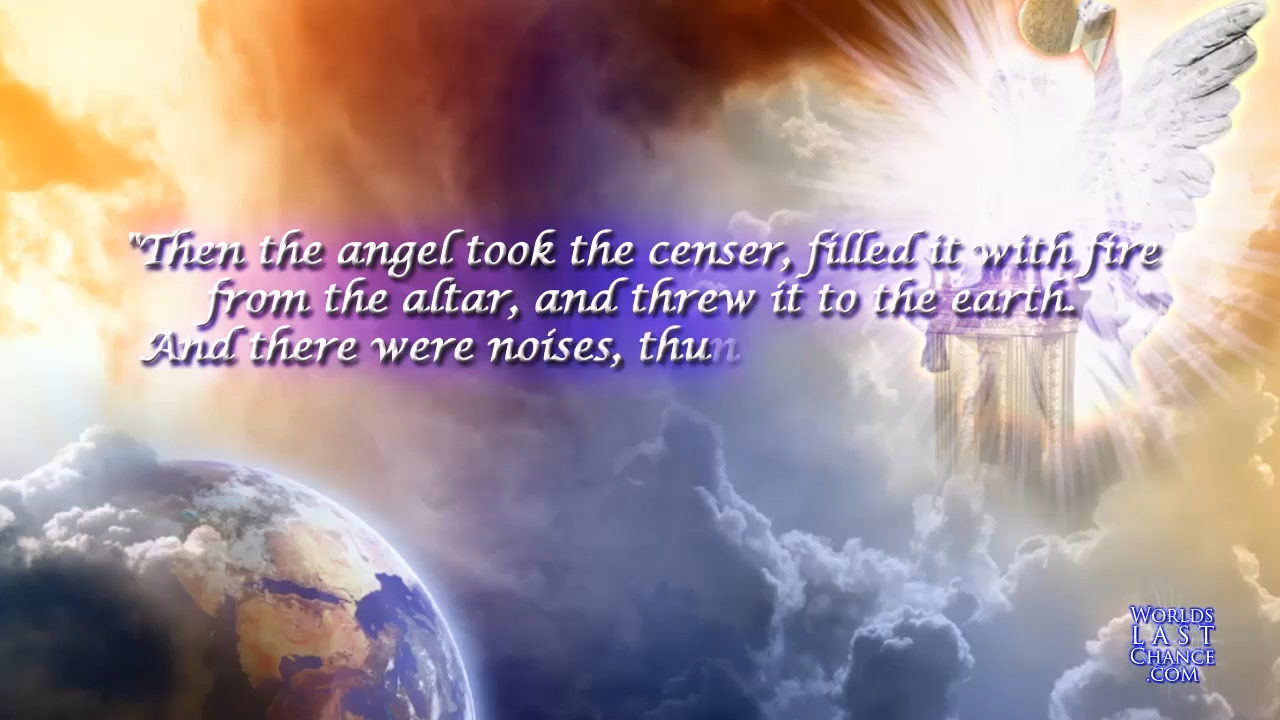 “Then the angel took the censer, filled it with fire
from the altar, and threw it to the earth.
And there were noises, thun
WORLDS
LAST
CHANCE
.COM